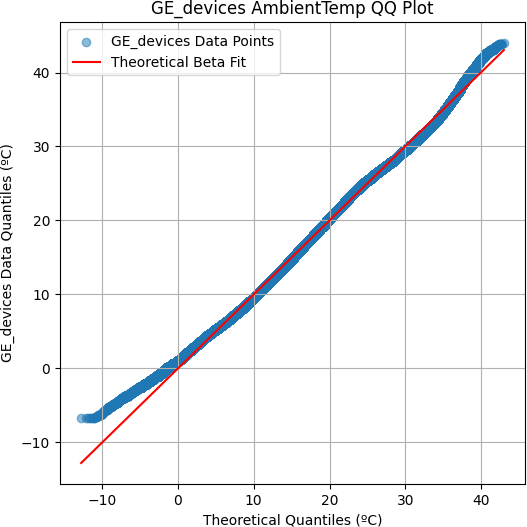 GE_devices AmbientTemp QQ Plot
GE_devices Data Points
Theoretical Beta Fit
GE_devices Data Quantiles (ºC)
40
30
20
10
0
−10
−10 0 10 20 30 40
Theoretical Quantiles (ºC)